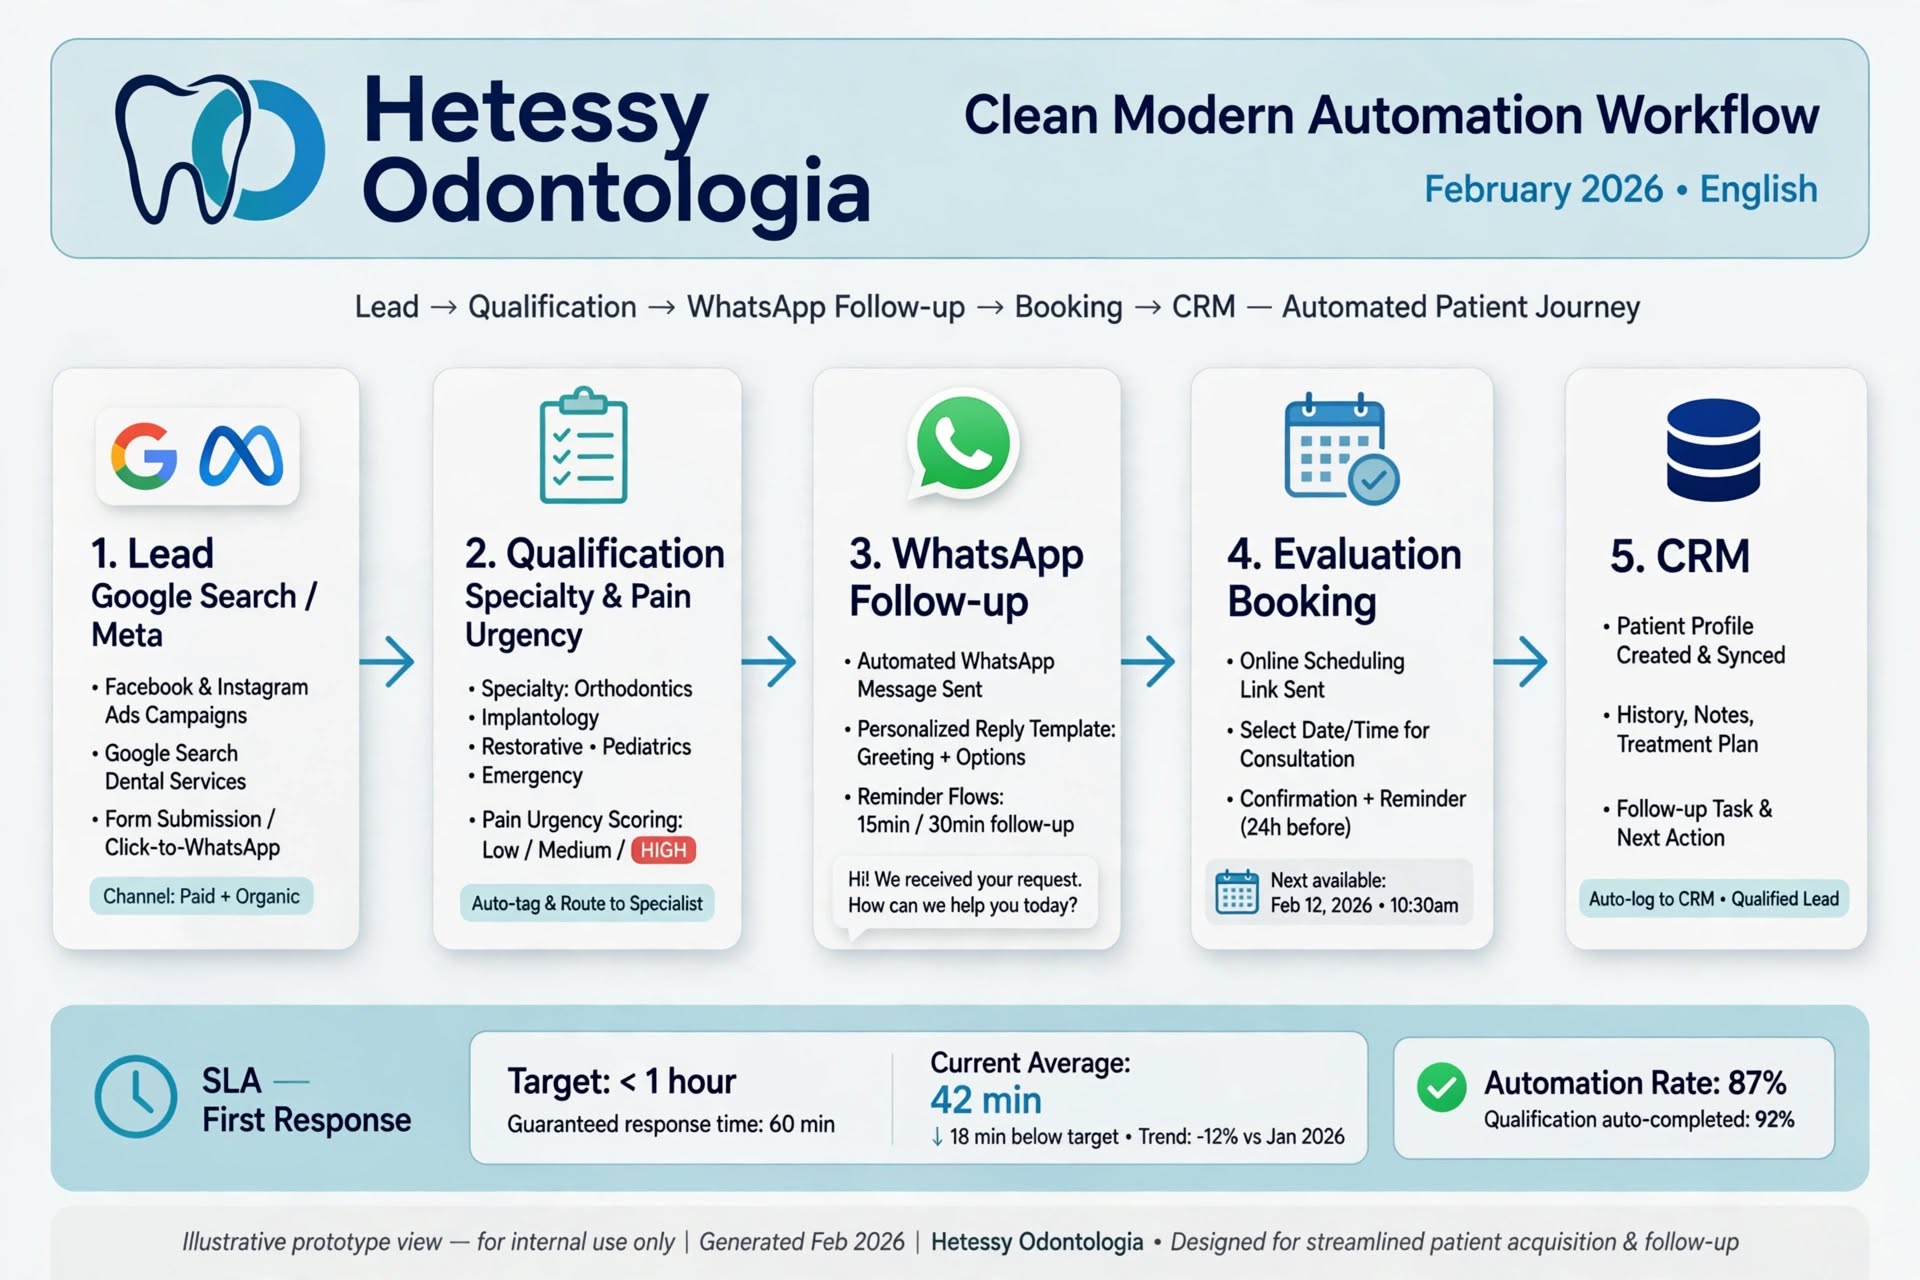 Hetessy
Odontologia
Clean Modern Automation Workflow
February 2026 • English
Lead → Qualification → WhatsApp Follow-up → Booking → CRM — Automated Patient Journey
1. Lead
Google Search /
Meta
• Facebook & Instagram
Ads Campaigns
• Google Search
Dental Services
• Form Submission /
Click-to-WhatsApp
Channel: Paid + Organic
2. Qualification
Specialty & Pain
Urgency
• Specialty: Orthodontics
• Implantology
• Restorative • Pediatrics
• Emergency
• Pain Urgency Scoring:
Low / Medium / HIGH
Auto-tag & Route to Specialist
3. WhatsApp
Follow-up
• Automated WhatsApp
Message Sent
• Personalized Reply Template:
Greeting + Options
• Reminder Flows:
15min / 30min follow-up
Hi! We received your request.
How can we help you today?
4. Evaluation
Booking
• Online Scheduling
Link Sent
• Select Date/Time for
Consultation
• Confirmation + Reminder
(24h before)
Next available:
Feb 12, 2026 • 10:30am
5. CRM
• Patient Profile
Created & Synced
• History, Notes,
Treatment Plan
• Follow-up Task &
Next Action
Auto-log to CRM • Qualified Lead
SLA —
First Response
Target: < 1 hour
Guaranteed response time: 60 min
Current Average:
42 min
↓ 18 min below target • Trend: -12% vs Jan 2026
Automation Rate: 87%
Qualification auto-completed: 92%
Illustrative prototype view — for internal use only | Generated Feb 2026 | Hetessy Odontologia • Designed for streamlined patient acquisition & follow-up